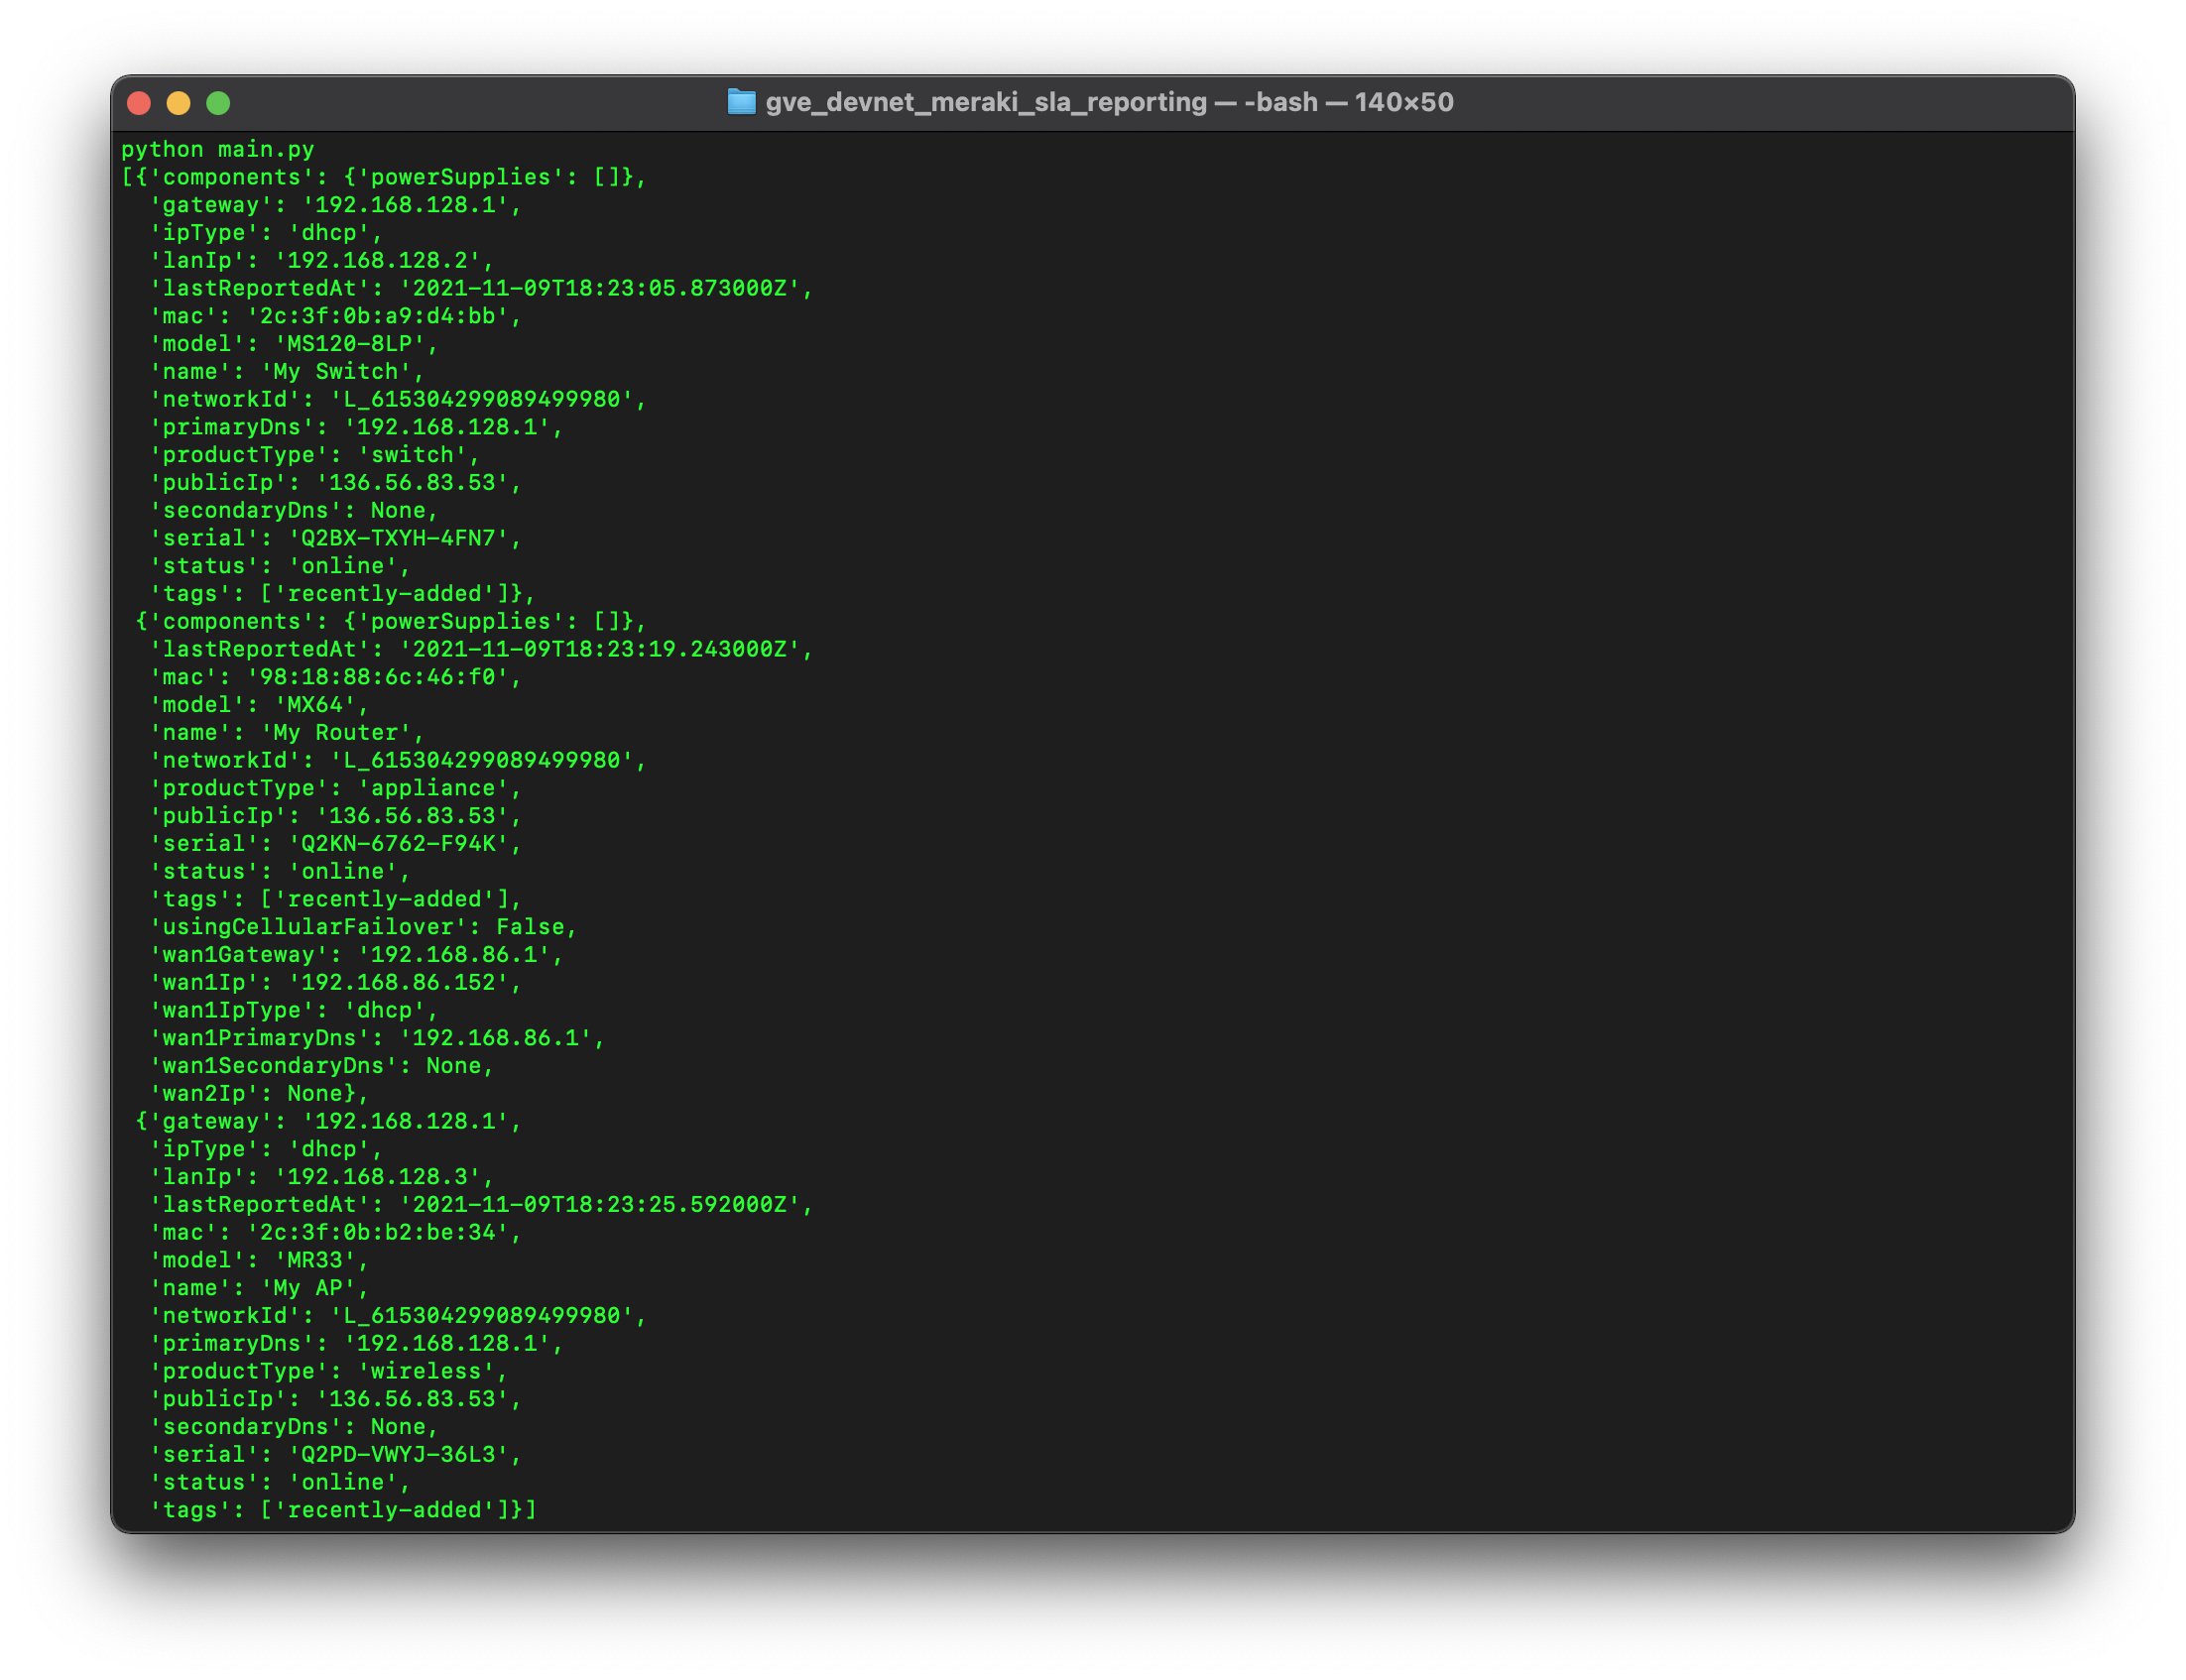 gve_devnet_meraki_sla_reporting — -bash — 140×50
python main.py
[{'components': {'powerSupplies': []},
  'gateway': '192.168.128.1',
  'ipType': 'dhcp',
  'lanIp': '192.168.128.2',
  'lastReportedAt': '2021-11-09T18:23:05.873000Z',
  'mac': '2c:3f:0b:a9:d4:bb',
  'model': 'MS120-8LP',
  'name': 'My Switch',
  'networkId': 'L_615304299089499980',
  'primaryDns': '192.168.128.1',
  'productType': 'switch',
  'publicIp': '136.56.83.53',
  'secondaryDns': None,
  'serial': 'Q2BX-TXYH-4FN7',
  'status': 'online',
  'tags': ['recently-added']},
 {'components': {'powerSupplies': []},
  'lastReportedAt': '2021-11-09T18:23:19.243000Z',
  'mac': '98:18:88:6c:46:f0',
  'model': 'MX64',
  'name': 'My Router',
  'networkId': 'L_615304299089499980',
  'productType': 'appliance',
  'publicIp': '136.56.83.53',
  'serial': 'Q2KN-6762-F94K',
  'status': 'online',
  'tags': ['recently-added'],
  'usingCellularFailover': False,
  'wan1Gateway': '192.168.86.1',
  'wan1Ip': '192.168.86.152',
  'wan1IpType': 'dhcp',
  'wan1PrimaryDns': '192.168.86.1',
  'wan1SecondaryDns': None,
  'wan2Ip': None},
 {'gateway': '192.168.128.1',
  'ipType': 'dhcp',
  'lanIp': '192.168.128.3',
  'lastReportedAt': '2021-11-09T18:23:25.592000Z',
  'mac': '2c:3f:0b:b2:be:34',
  'model': 'MR33',
  'name': 'My AP',
  'networkId': 'L_615304299089499980',
  'primaryDns': '192.168.128.1',
  'productType': 'wireless',
  'publicIp': '136.56.83.53',
  'secondaryDns': None,
  'serial': 'Q2PD-VWYJ-36L3',
  'status': 'online',
  'tags': ['recently-added']}]